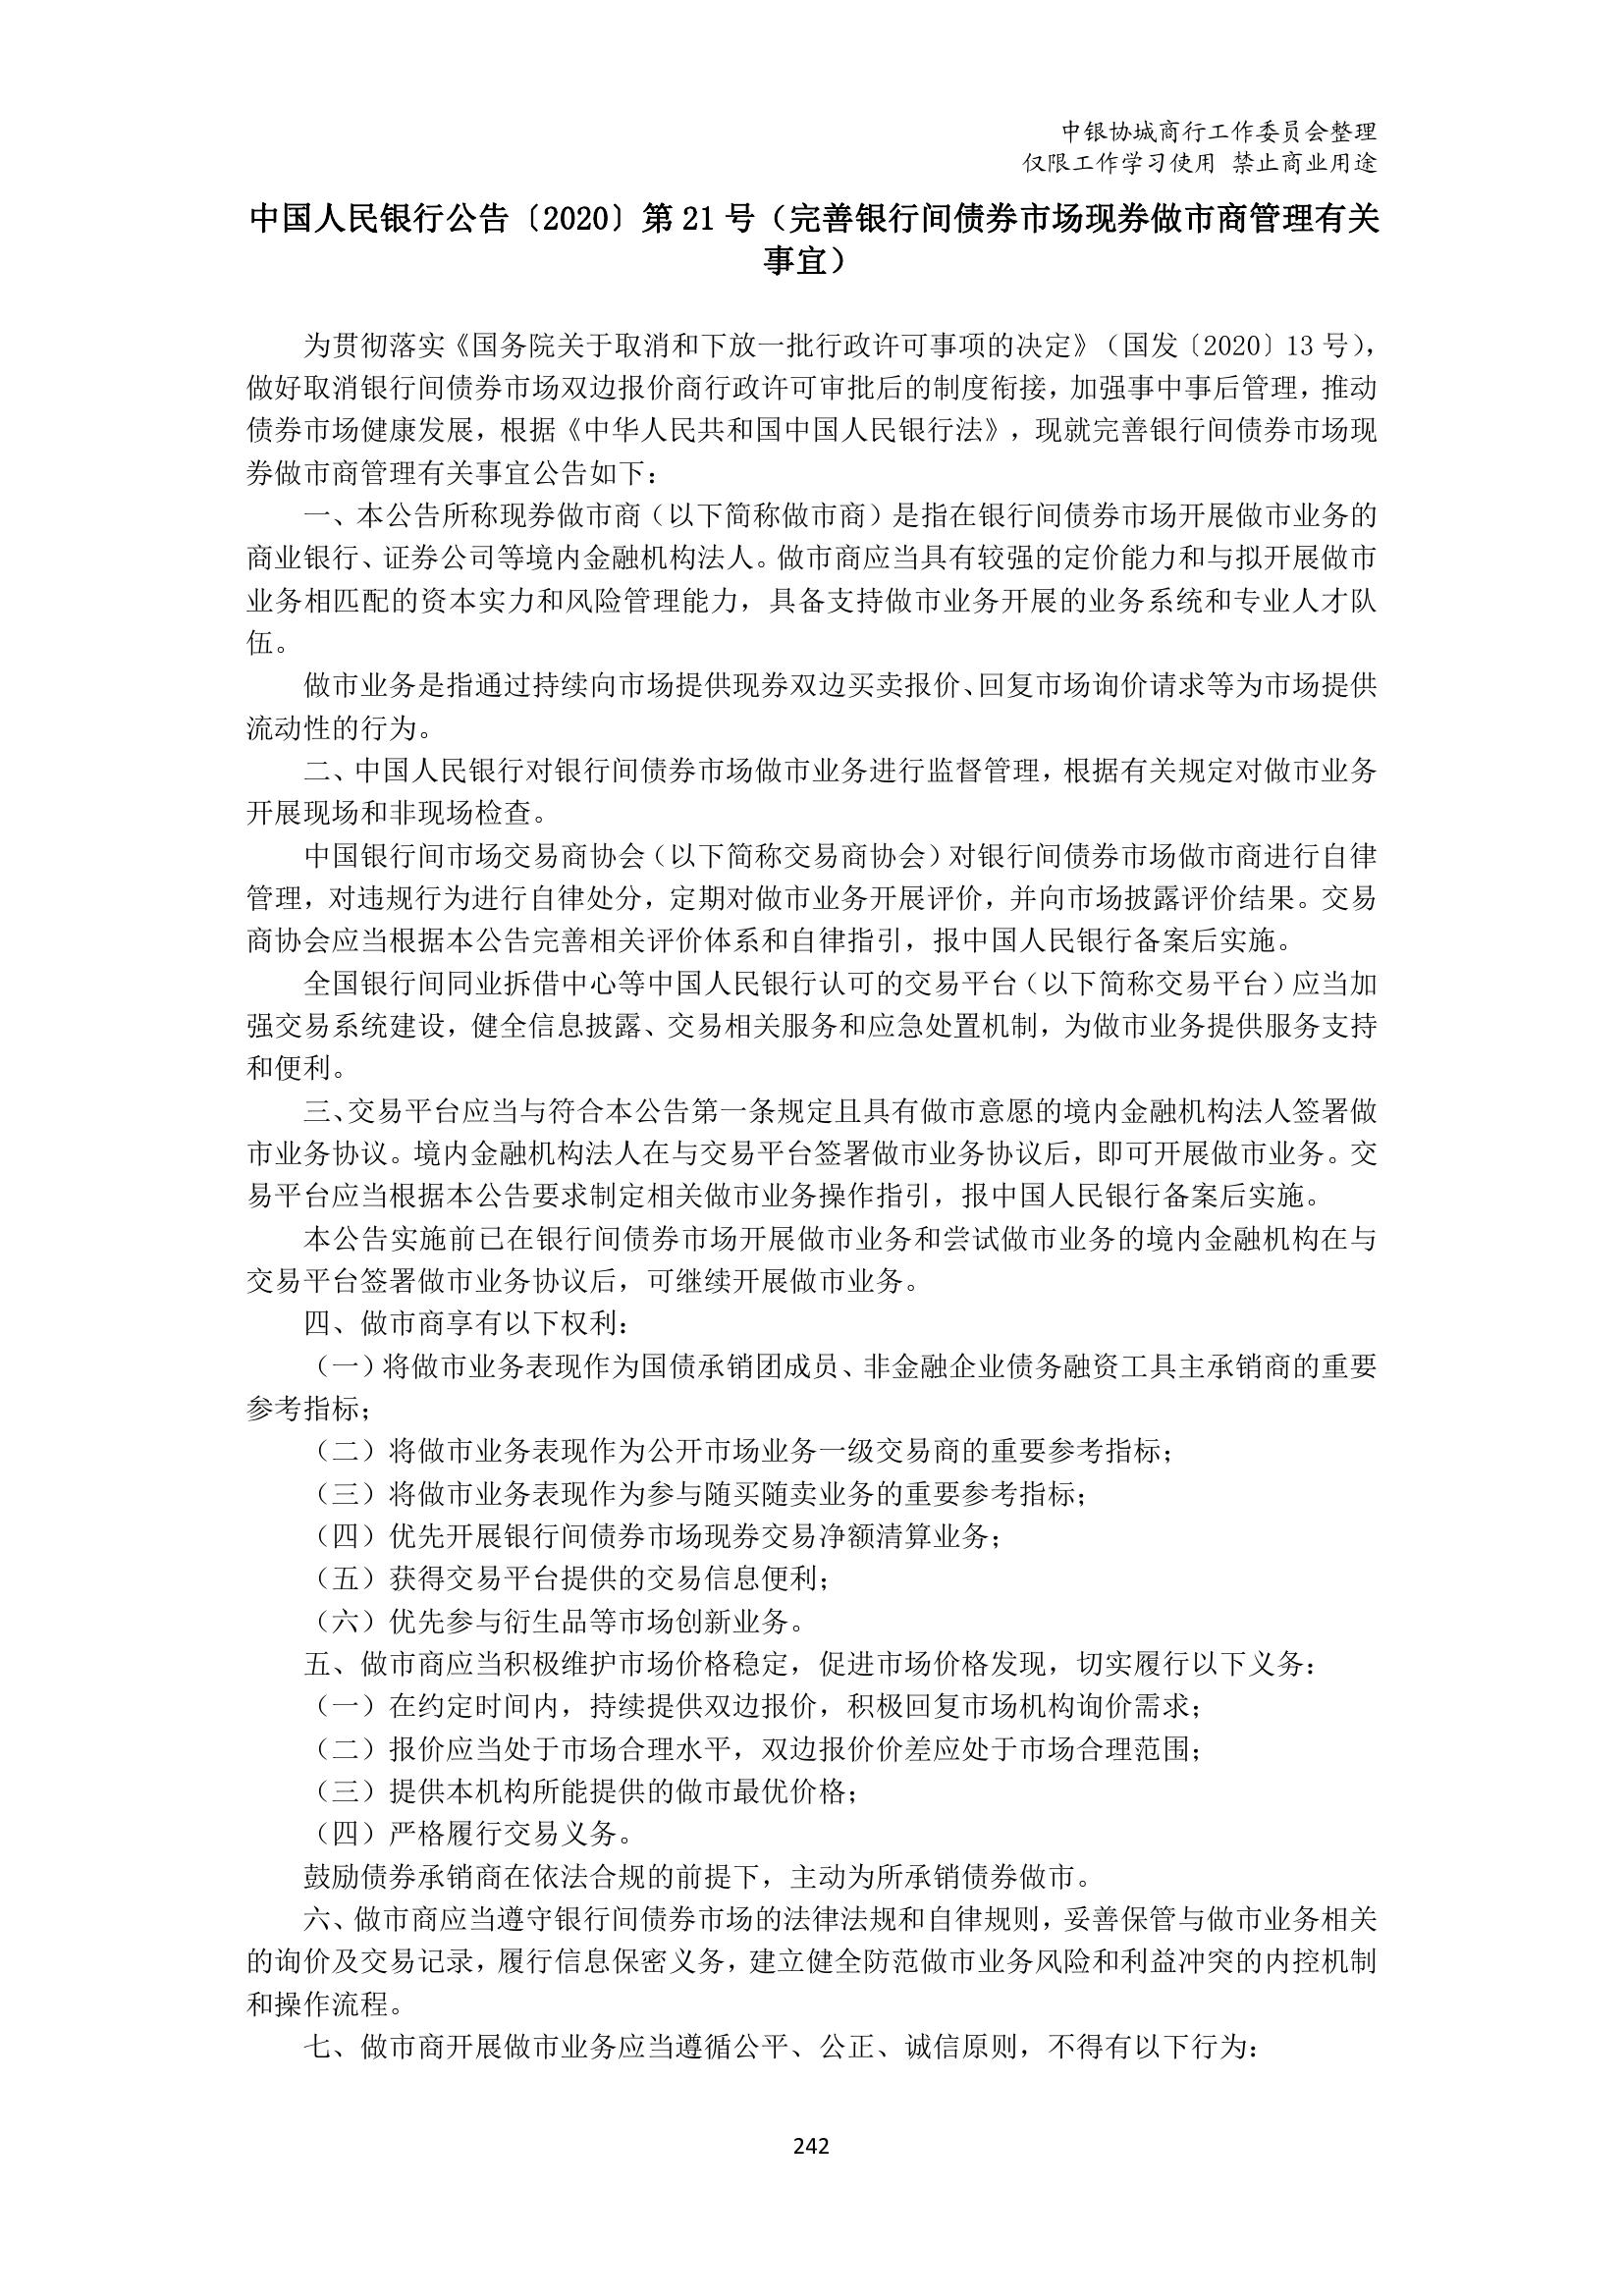 中银协城商行工作委员会整理
仅限工作学习使用 禁止商业用途
中国人民银行公告〔2020〕第 21 号（完善银行间债券市场现券做市商管理有关
事宜）
为贯彻落实《国务院关于取消和下放一批行政许可事项的决定》（国发〔2020〕13 号），
做好取消银行间债券市场双边报价商行政许可审批后的制度衔接，加强事中事后管理，推动
债券市场健康发展，根据《中华人民共和国中国人民银行法》，现就完善银行间债券市场现
券做市商管理有关事宜公告如下：
一、本公告所称现券做市商（以下简称做市商）是指在银行间债券市场开展做市业务的
商业银行、证券公司等境内金融机构法人。做市商应当具有较强的定价能力和与拟开展做市
业务相匹配的资本实力和风险管理能力，具备支持做市业务开展的业务系统和专业人才队
伍。
做市业务是指通过持续向市场提供现券双边买卖报价、回复市场询价请求等为市场提供
流动性的行为。
二、中国人民银行对银行间债券市场做市业务进行监督管理，根据有关规定对做市业务
开展现场和非现场检查。
中国银行间市场交易商协会（以下简称交易商协会）对银行间债券市场做市商进行自律
管理，对违规行为进行自律处分，定期对做市业务开展评价，并向市场披露评价结果。交易
商协会应当根据本公告完善相关评价体系和自律指引，报中国人民银行备案后实施。
全国银行间同业拆借中心等中国人民银行认可的交易平台（以下简称交易平台）应当加
强交易系统建设，健全信息披露、交易相关服务和应急处置机制，为做市业务提供服务支持
和便利。
三、交易平台应当与符合本公告第一条规定且具有做市意愿的境内金融机构法人签署做
市业务协议。境内金融机构法人在与交易平台签署做市业务协议后，即可开展做市业务。交
易平台应当根据本公告要求制定相关做市业务操作指引，报中国人民银行备案后实施。
本公告实施前已在银行间债券市场开展做市业务和尝试做市业务的境内金融机构在与
交易平台签署做市业务协议后，可继续开展做市业务。
四、做市商享有以下权利：
（一）将做市业务表现作为国债承销团成员、非金融企业债务融资工具主承销商的重要
参考指标；
（二）将做市业务表现作为公开市场业务一级交易商的重要参考指标；
（三）将做市业务表现作为参与随买随卖业务的重要参考指标；
（四）优先开展银行间债券市场现券交易净额清算业务；
（五）获得交易平台提供的交易信息便利；
（六）优先参与衍生品等市场创新业务。
五、做市商应当积极维护市场价格稳定，促进市场价格发现，切实履行以下义务：
（一）在约定时间内，持续提供双边报价，积极回复市场机构询价需求；
（二）报价应当处于市场合理水平，双边报价价差应处于市场合理范围；
（三）提供本机构所能提供的做市最优价格；
（四）严格履行交易义务。
鼓励债券承销商在依法合规的前提下，主动为所承销债券做市。
六、做市商应当遵守银行间债券市场的法律法规和自律规则，妥善保管与做市业务相关
的询价及交易记录，履行信息保密义务，建立健全防范做市业务风险和利益冲突的内控机制
和操作流程。
七、做市商开展做市业务应当遵循公平、公正、诚信原则，不得有以下行为：
242